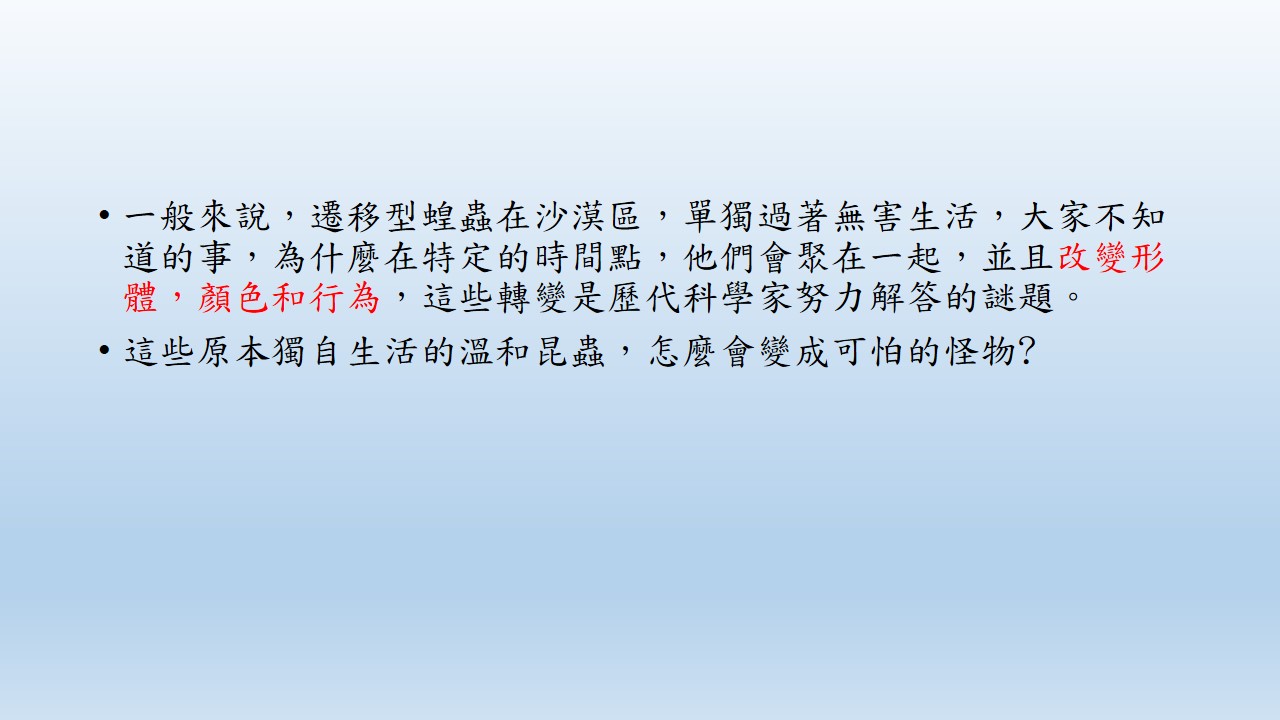 • 一般來說，遷移型蝗蟲在沙漠區，單獨過著無害生活，大家不知
道的事，為什麼在特定的時間點，他們會聚在一起，並且改變形
體，顏色和行為，這些轉變是歷代科學家努力解答的謎題。
• 這些原本獨自生活的溫和昆蟲，怎麼會變成可怕的怪物?